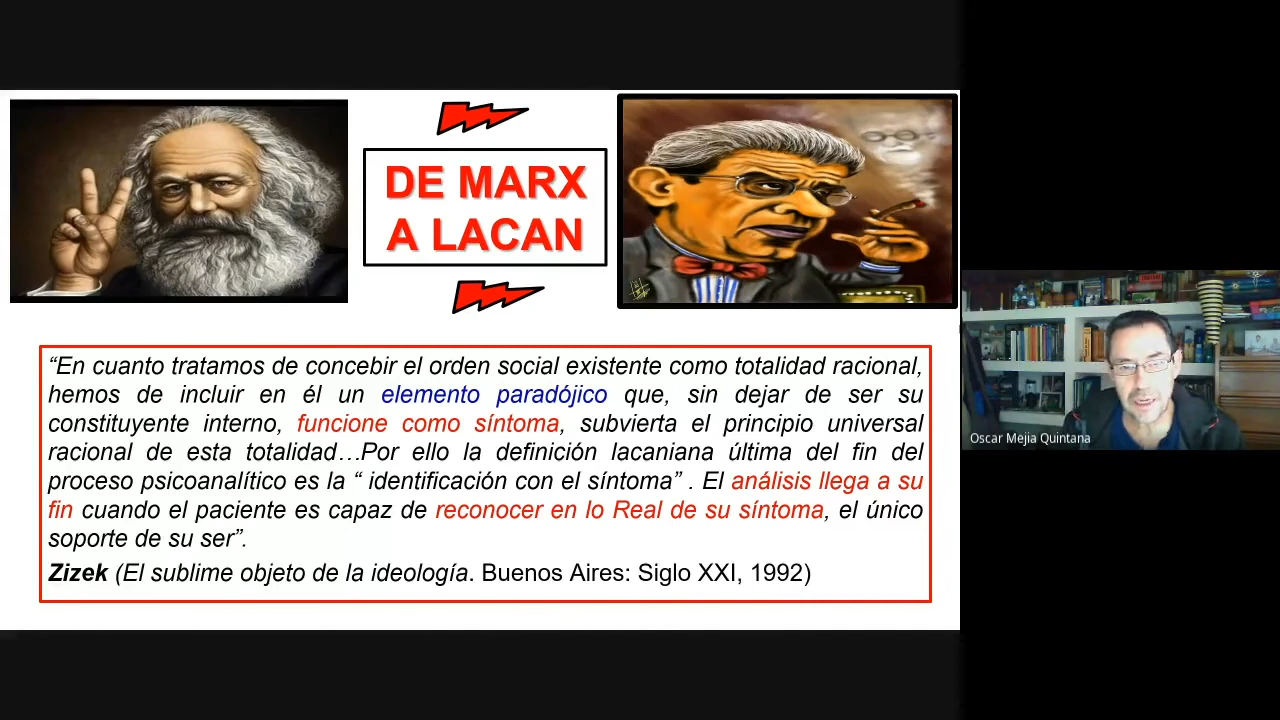 DE MARX
A LACAN
“En cuanto tratamos de concebir el orden social existente como totalidad racional,
hemos de incluir en él un elemento paradójico que, sin dejar de ser su
constituyente interno, funcione como síntoma, subvierta el principio universal
racional de esta totalidad…Por ello la definición lacaniana última del fin del
proceso psicoanalítico es la “ identificación con el síntoma” . El análisis llega a su
fin cuando el paciente es capaz de reconocer en lo Real de su síntoma, el único
soporte de su ser”.
Zizek (El sublime objeto de la ideología. Buenos Aires: Siglo XXI, 1992)
Oscar Mejia Quintana